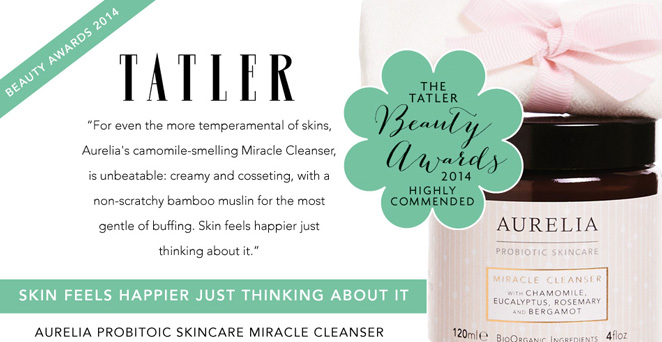 BEAUTY AWARDS 2014
TATLER
"For even the more temperamental of skins,
Aurelia's camomile-smelling Miracle Cleanser,
is unbeatable: creamy and cosseting, with a
non-scratchy bamboo muslin for the most
gentle of buffing. Skin feels happier just
thinking about it."
SKIN FEELS HAPPIER JUST THINKING ABOUT IT
AURELIA PROBITOIC SKINCARE MIRACLE CLEANSER
THE
TATLER
Beauty
Awards
2014
HIGHLY
COMMENDED
AURELIA
PROBIOTIC SKINCARE
MIRACLE CLEANSER
WITH CHAMOMILE,
EUCALYPTUS, ROSEMARY
AND BERGAMOT
120ml℮ BIOORGANIC INGREDIENTS 4floz